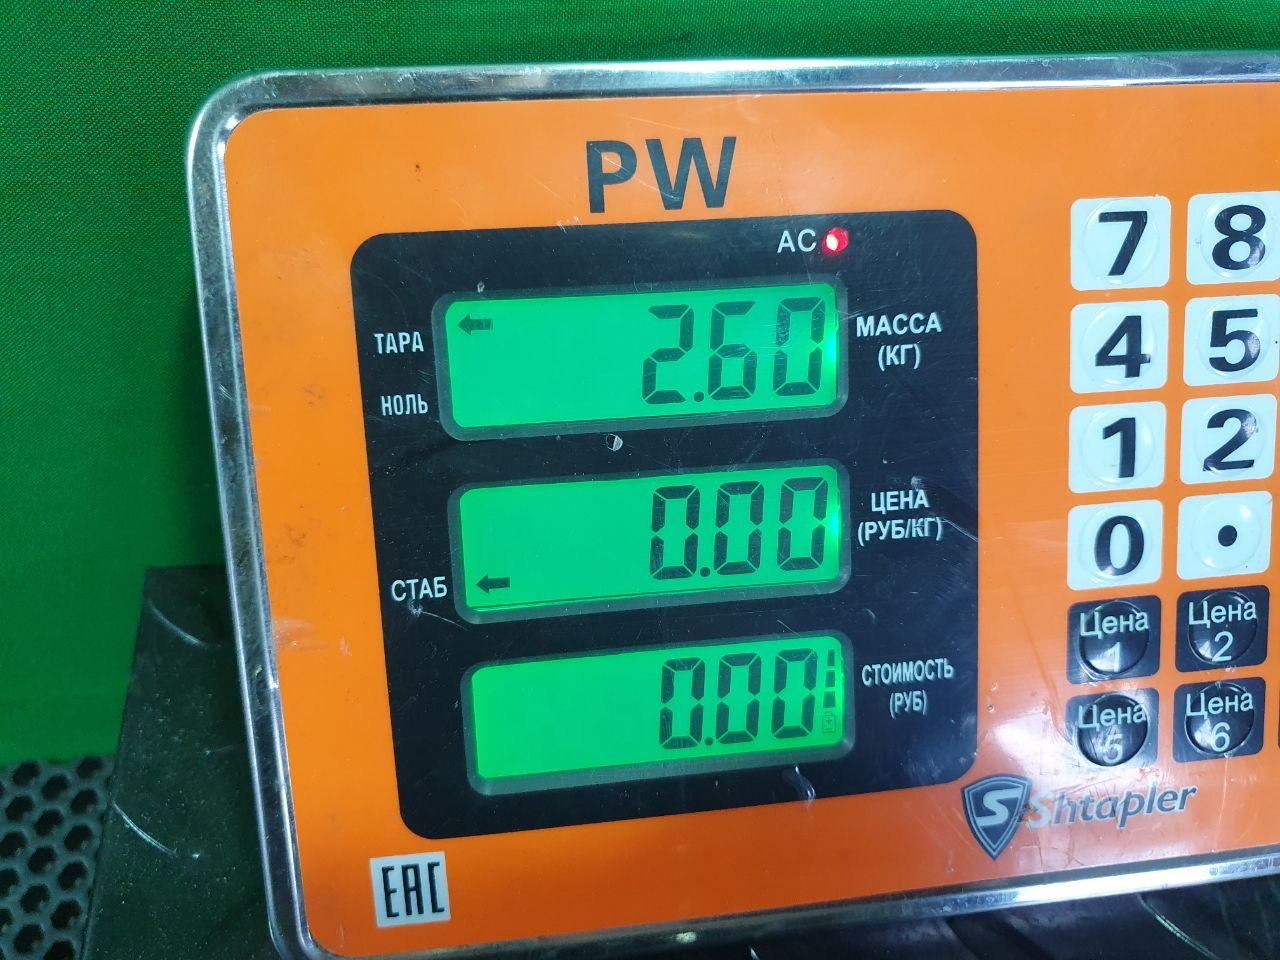 PW
AC
ТАРА
НОЛЬ
2.60
МАССА
(КГ)
СТАБ
0.00
ЦЕНА
(РУБ/КГ)
0.00
СТОИМОСТЬ
(РУБ)
7 8
4 5
1 2
0 .
Цена 1
Цена 2
Цена 5
Цена 6
S Shtapler
EAC